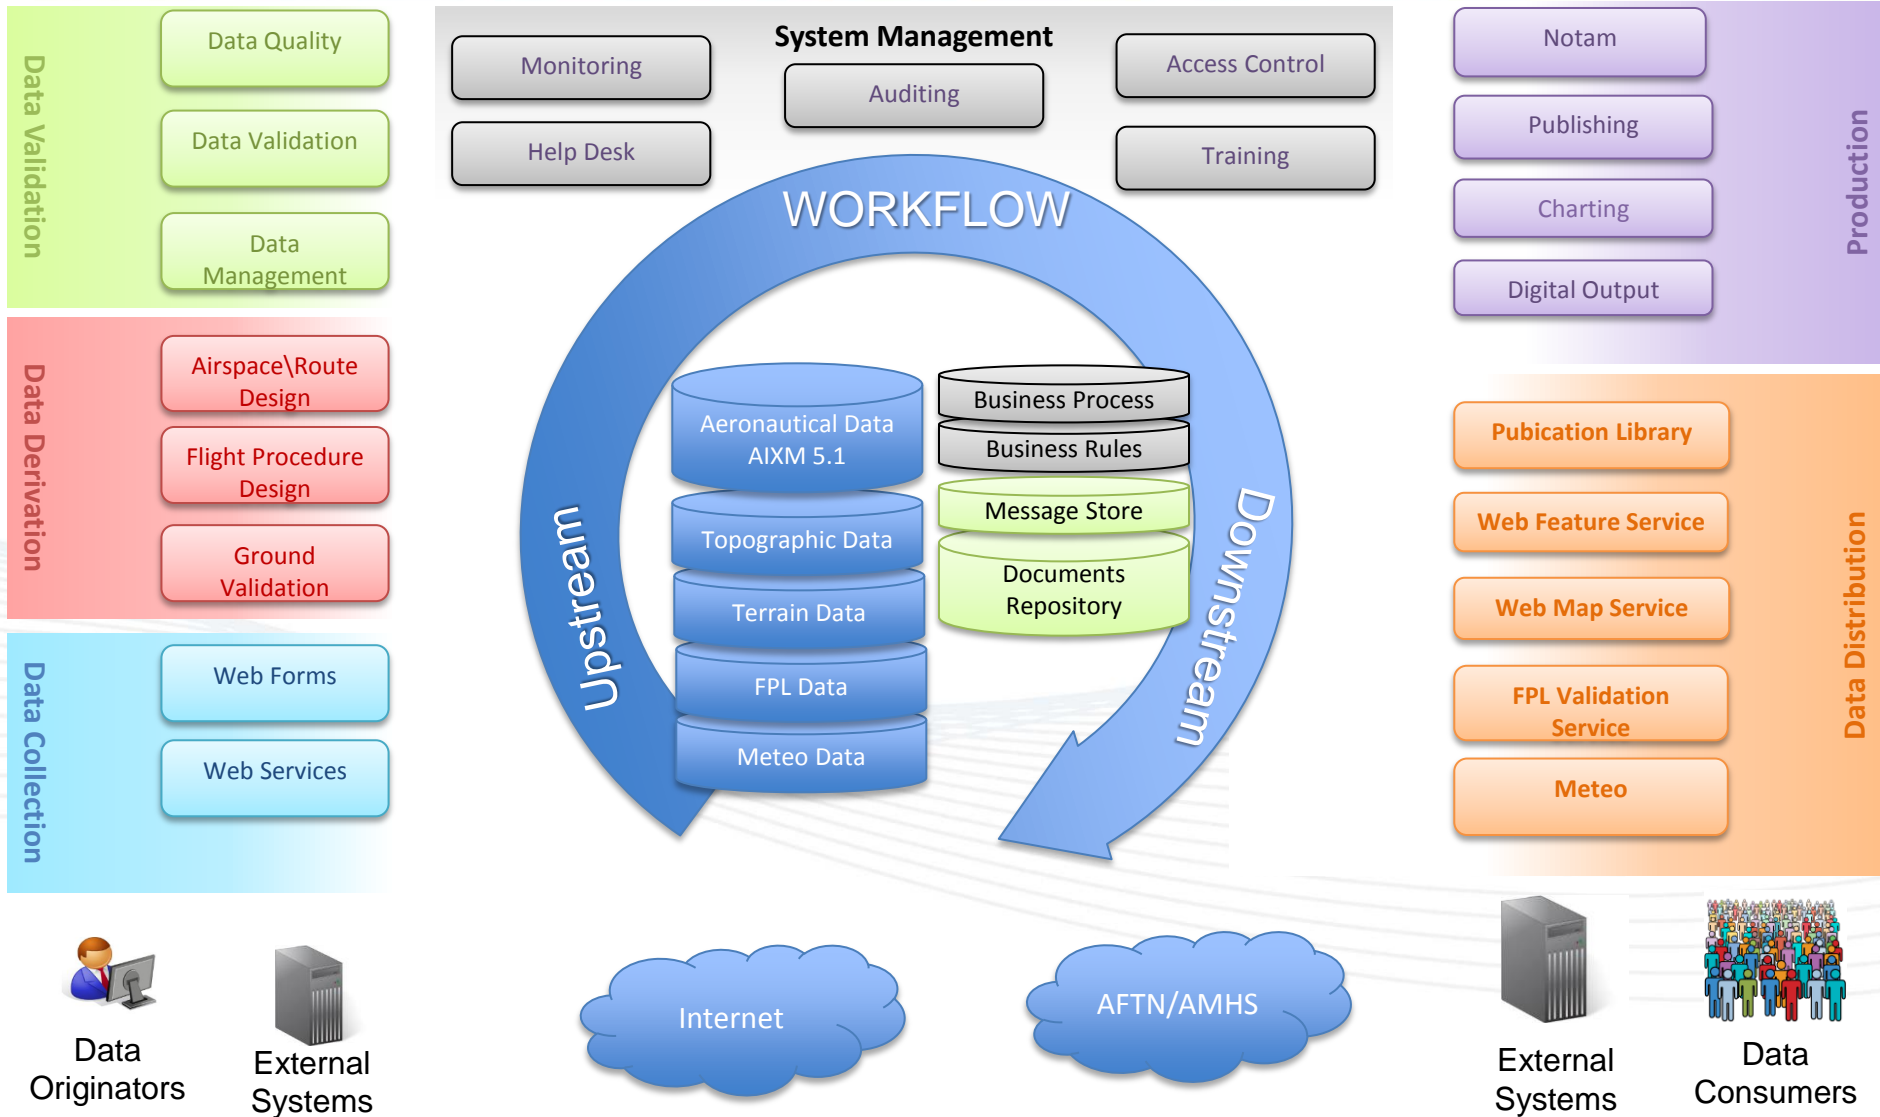 Data Validation
Data Quality
Data Validation
Data
Management
Data Derivation
Airspace\Route
Design
Flight Procedure
Design
Ground
Validation
Data Collection
Web Forms
Web Services
System Management
Monitoring
Auditing
Access Control
Help Desk
Training
WORKFLOW
Upstream
Downstream
Aeronautical Data
AIXM 5.1
Topographic Data
Terrain Data
FPL Data
Meteo Data
Business Process
Business Rules
Message Store
Documents
Repository
Production
Notam
Publishing
Charting
Digital Output
Data Distribution
Pubication Library
Web Feature Service
Web Map Service
FPL Validation
Service
Meteo
Data
Originators
External
Systems
Internet
AFTN/AMHS
External
Systems
Data
Consumers